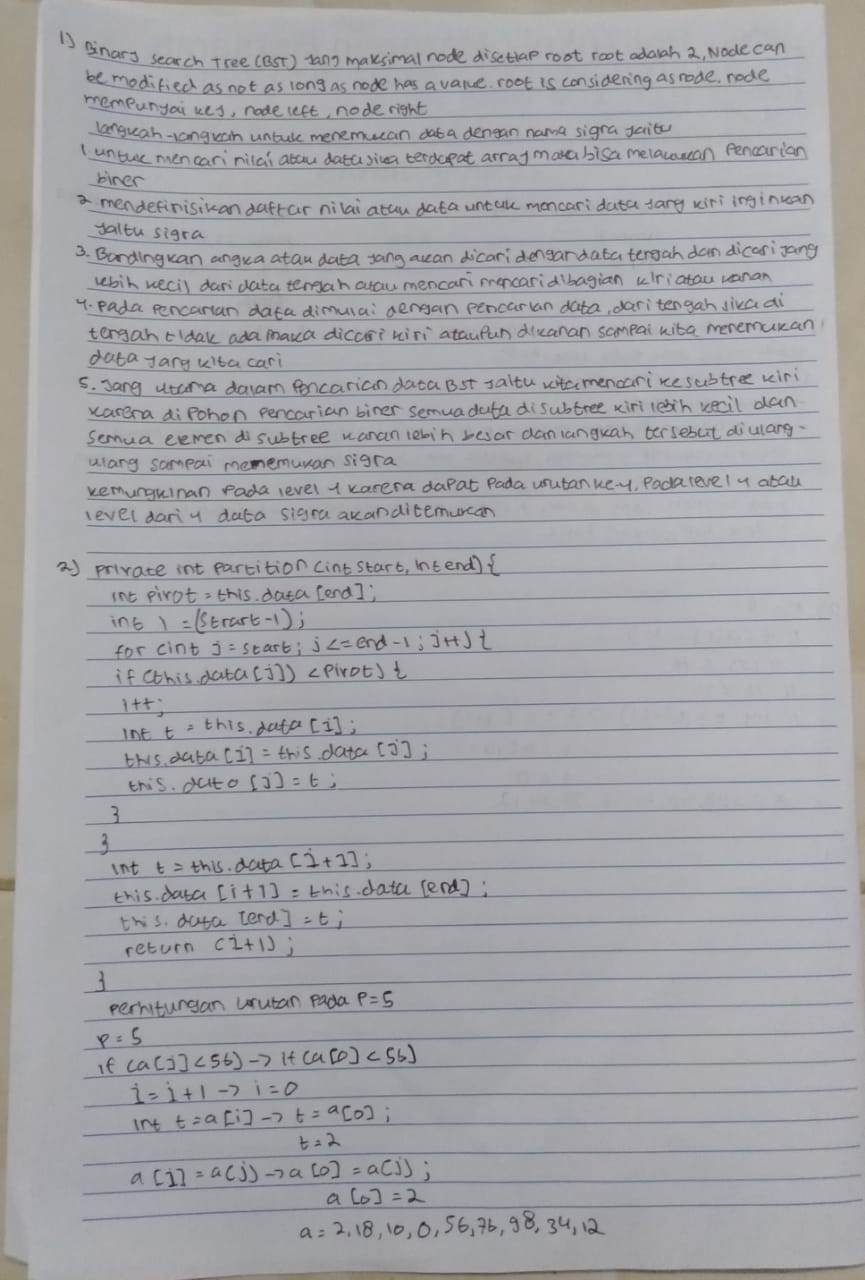 1) Binary search Tree (BST) yang maksimal node disetiap root root adalah 2, Node can
be modified as not as long as node has a value. root is considering as node. node
mempunyai key, node left, node right
langkah-langkah untuk menemukan data dengan nama sigra yaitu
1. untuk mencari nilai atau data jika terdapat array maka bisa melakukan Pencarian
biner
2. mendefinisikan daftar nilai atau data untuk mencari data yang kiri inginkan
yaitu sigra
3. Bandingkan angka atau data yang akan dicari dengan data tengah dan dicari yang
lebih kecil dari data tengah atau mencari mencari dibagian kiri atau kanan
4. Pada Pencarian data dimulai dengan pencarian data, dari tengah jika di
tengah tidak ada maka dicari kiri ataupun dikanan sampai kita menemukan
data yang kita cari
5. Yang utama dalam Pencarian data BST yaitu kita mencari ke subtree kiri
karena di Pohon Pencarian biner semua data di subtree kiri lebih kecil dan
semua elemen di subtree kanan lebih besar dan langkah tersebut diulang-
ulang sampai menemukan sigra
kemungkinan Pada level 4 karena dapat Pada urutan ke-4. Pada level 4 atau
level dari 4 data sigra akan ditemukan
2) private int partition (int start, int end) {
int pivot = this.data [end];
int i = (Strart-1);
for (int j = start; j <= end-1; j++) {
if (this.data [j]) < Pivot) {
i++;
int t = this.data [i];
this.data [i] = this.data [j];
this.data [j] = t;
}
}
int t = this.data [i+1];
this.data [i+1] = this.data [end];
this.data [end] = t;
return (i+1);
}
Perhitungan urutan Pada P=5
P = 5
if (a[j] < 56) -> if (a[0] < 56)
i = i + 1 -> i = 0
int t = a[i] -> t = a[0];
t = 2
a [i] = a(j) -> a [0] = a(j);
a [0] = 2
a = 2, 18, 10, 0, 56, 76, 98, 34, 12